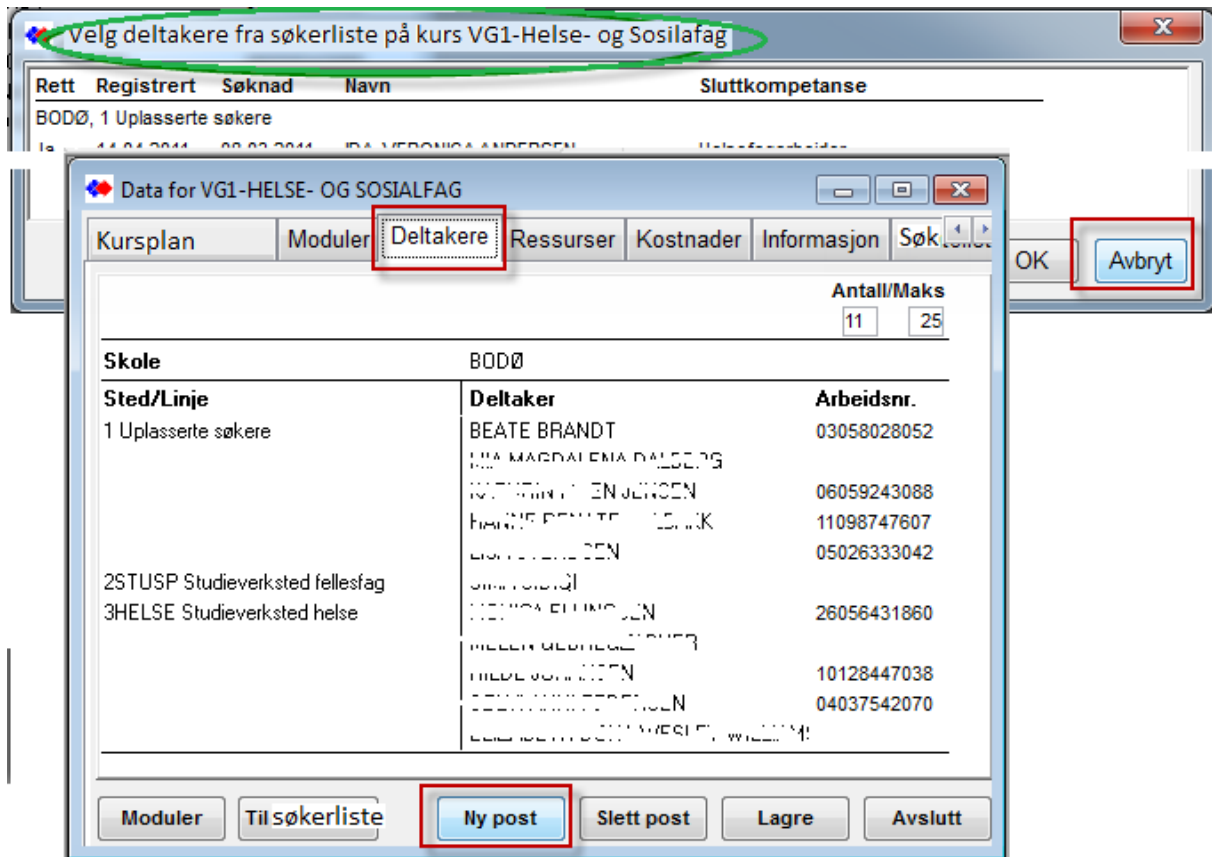 Velg deltakere fra søkerliste på kurs VG1-Helse- og Sosilafag
Rett Registrert Søknad Navn Sluttkompetanse
BODØ, 1 Uplasserte søkere
OK Avbryt
Data for VG1-HELSE- OG SOSIALFAG
Kursplan Moduler Deltakere Ressurser Kostnader Informasjon
Antall/Maks
11 25
Skole BODØ
Sted/Linje Deltaker Arbeidsnr.
1 Uplasserte søkere BEATE BRANDT 03058028052
06059243088
11098747607
05026333042
2STUSP Studieverksted fellesfag
3HELSE Studieverksted helse 26056431860
10128447038
04037542070
Moduler Til søkerliste Ny post Slett post Lagre Avslutt